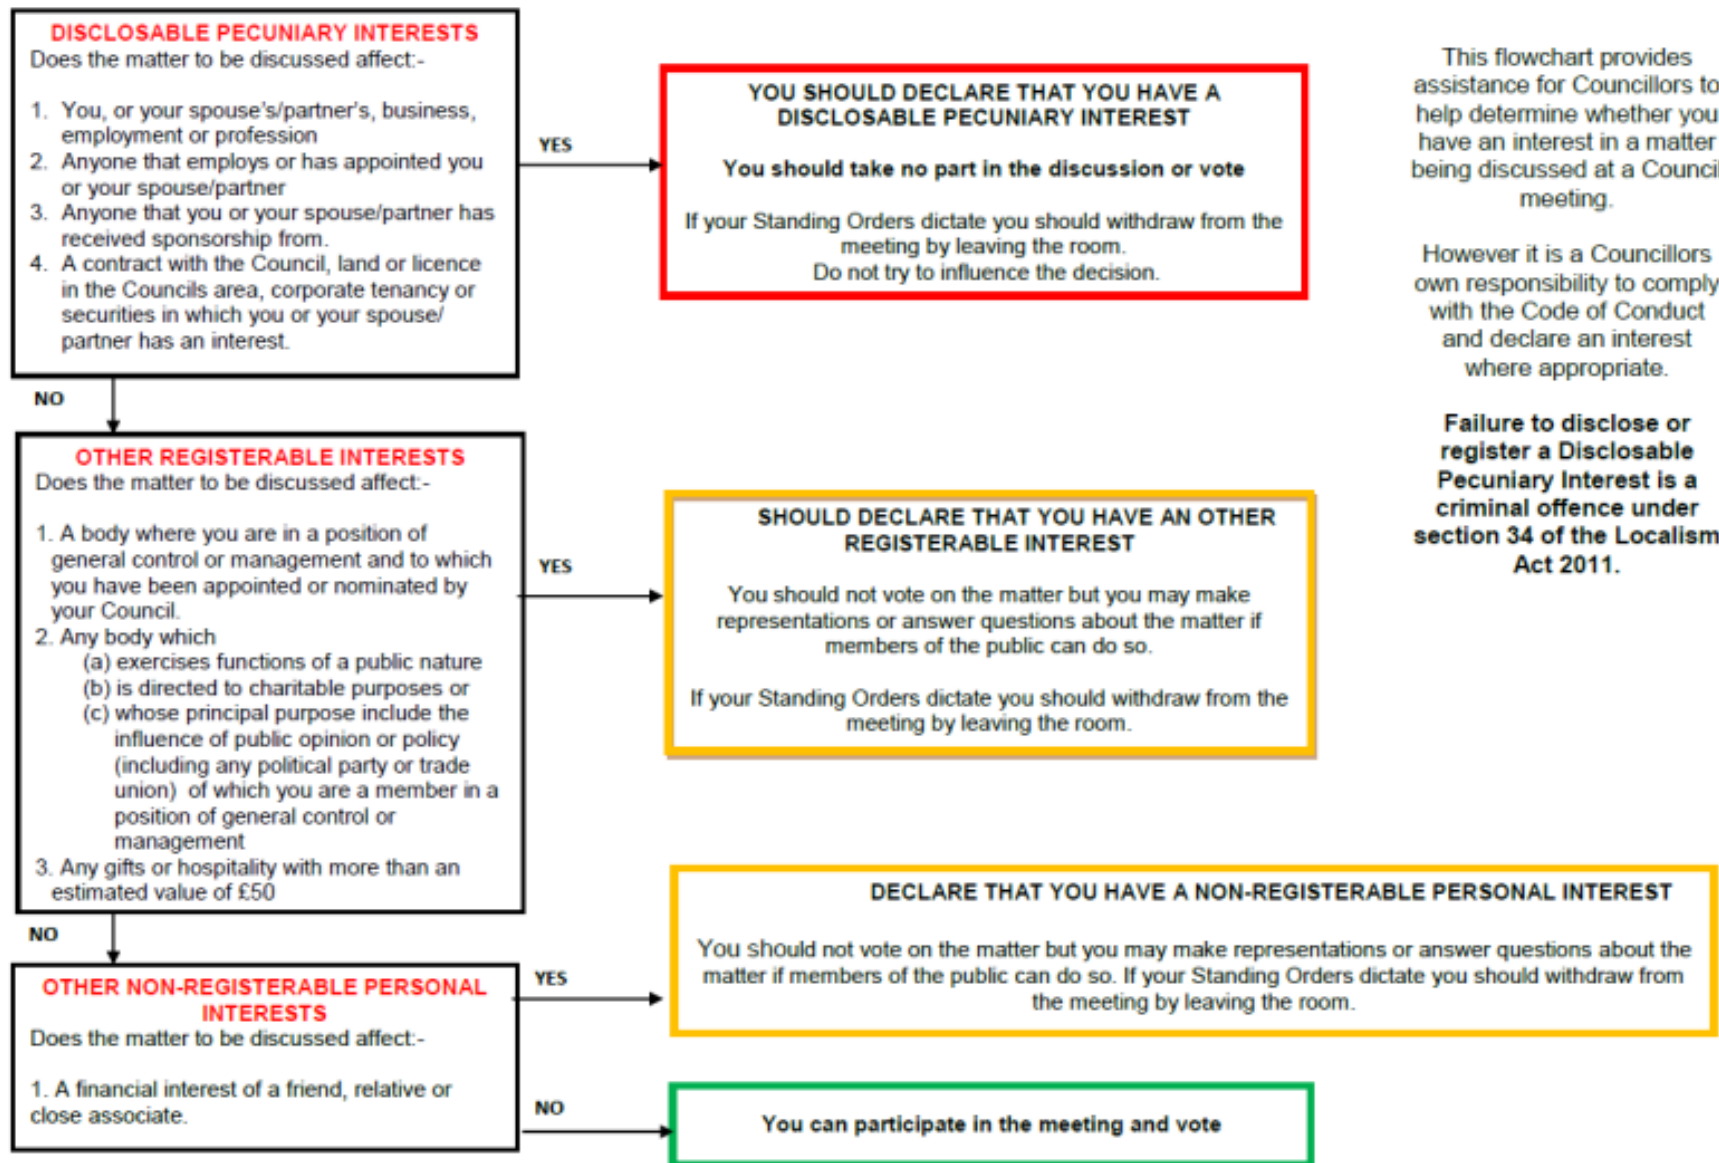 DISCLOSABLE PECUNIARY INTERESTS
Does the matter to be discussed affect:-
1. You, or your spouse's/partner's, business,
employment or profession
2. Anyone that employs or has appointed you
or your spouse/partner
3. Anyone that you or your spouse/partner has
received sponsorship from.
4. A contract with the Council, land or licence
in the Councils area, corporate tenancy or
securities in which you or your spouse/
partner has an interest.
YES
YOU SHOULD DECLARE THAT YOU HAVE A
DISCLOSABLE PECUNIARY INTEREST
You should take no part in the discussion or vote
If your Standing Orders dictate you should withdraw from the
meeting by leaving the room.
Do not try to influence the decision.
This flowchart provides
assistance for Councillors to
help determine whether you
have an interest in a matter
being discussed at a Council
meeting.
However it is a Councillors
own responsibility to comply
with the Code of Conduct
and declare an interest
where appropriate.
Failure to disclose or
register a Disclosable
Pecuniary Interest is a
criminal offence under
section 34 of the Localism
Act 2011.
NO
OTHER REGISTERABLE INTERESTS
Does the matter to be discussed affect:-
1. A body where you are in a position of
general control or management and to which
you have been appointed or nominated by
your Council.
2. Any body which
(a) exercises functions of a public nature
(b) is directed to charitable purposes or
(c) whose principal purpose include the
influence of public opinion or policy
(including any political party or trade
union) of which you are a member in a
position of general control or
management
3. Any gifts or hospitality with more than an
estimated value of £50
YES
SHOULD DECLARE THAT YOU HAVE AN OTHER
REGISTERABLE INTEREST
You should not vote on the matter but you may make
representations or answer questions about the matter if
members of the public can do so.
If your Standing Orders dictate you should withdraw from the
meeting by leaving the room.
NO
OTHER NON-REGISTERABLE PERSONAL
INTERESTS
Does the matter to be discussed affect:-
1. A financial interest of a friend, relative or
close associate.
YES
DECLARE THAT YOU HAVE A NON-REGISTERABLE PERSONAL INTEREST
You should not vote on the matter but you may make representations or answer questions about the
matter if members of the public can do so. If your Standing Orders dictate you should withdraw from
the meeting by leaving the room.
NO
You can participate in the meeting and vote